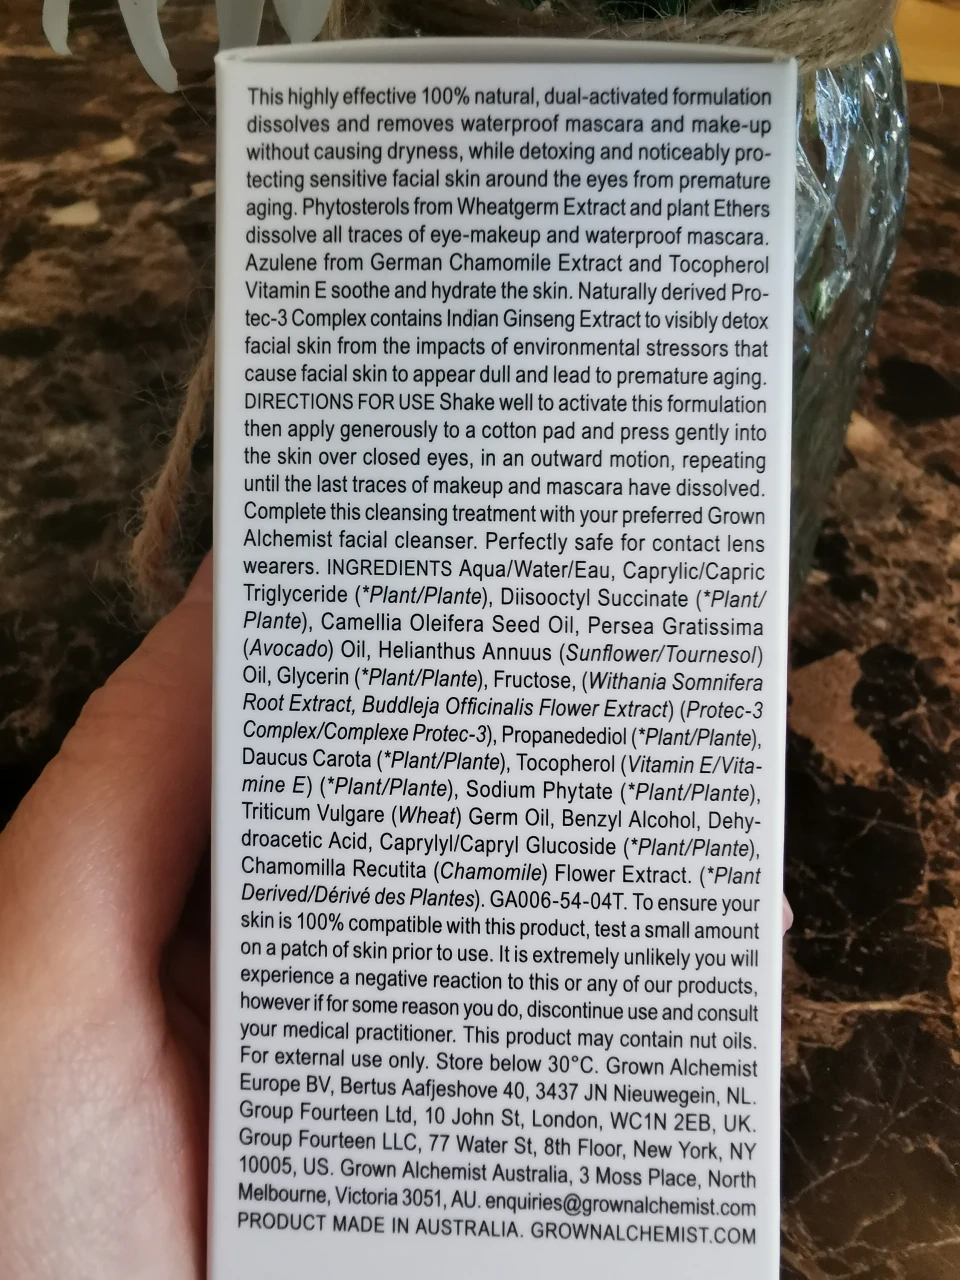 This highly effective 100% natural, dual-activated formulation
dissolves and removes waterproof mascara and make-up
without causing dryness, while detoxing and noticeably pro-
tecting sensitive facial skin around the eyes from premature
aging. Phytosterols from Wheatgerm Extract and plant Ethers
dissolve all traces of eye-makeup and waterproof mascara.
Azulene from German Chamomile Extract and Tocopherol
Vitamin E soothe and hydrate the skin. Naturally derived Pro-
tec-3 Complex contains Indian Ginseng Extract to visibly detox
facial skin from the impacts of environmental stressors that
cause facial skin to appear dull and lead to premature aging.
DIRECTIONS FOR USE Shake well to activate this formulation
then apply generously to a cotton pad and press gently into
the skin over closed eyes, in an outward motion, repeating
until the last traces of makeup and mascara have dissolved.
Complete this cleansing treatment with your preferred Grown
Alchemist facial cleanser. Perfectly safe for contact lens
wearers. INGREDIENTS Aqua/Water/Eau, Caprylic/Capric
Triglyceride (*Plant/Plante), Diisooctyl Succinate (*Plant/
Plante), Camellia Oleifera Seed Oil, Persea Gratissima
(Avocado) Oil, Helianthus Annuus (Sunflower/Tournesol)
Oil, Glycerin (*Plant/Plante), Fructose, (Withania Somnifera
Root Extract, Buddleja Officinalis Flower Extract) (Protec-3
Complex/Complexe Protec-3), Propanedediol (*Plant/Plante),
Daucus Carota (*Plant/Plante), Tocopherol (Vitamin E/Vita-
mine E) (*Plant/Plante), Sodium Phytate (*Plant/Plante),
Triticum Vulgare (Wheat) Germ Oil, Benzyl Alcohol, Dehy-
droacetic Acid, Caprylyl/Capryl Glucoside (*Plant/Plante),
Chamomilla Recutita (Chamomile) Flower Extract. (*Plant
Derived/Dérivé des Plantes). GA006-54-04T. To ensure your
skin is 100% compatible with this product, test a small amount
on a patch of skin prior to use. It is extremely unlikely you will
experience a negative reaction to this or any of our products,
however if for some reason you do, discontinue use and consult
your medical practitioner. This product may contain nut oils.
For external use only. Store below 30°C. Grown Alchemist
Europe BV, Bertus Aafjeshove 40, 3437 JN Nieuwegein, NL.
Group Fourteen Ltd, 10 John St, London, WC1N 2EB, UK.
Group Fourteen LLC, 77 Water St, 8th Floor, New York, NY
10005, US. Grown Alchemist Australia, 3 Moss Place, North
Melbourne, Victoria 3051, AU. enquiries@grownalchemist.com
PRODUCT MADE IN AUSTRALIA. GROWNALCHEMIST.COM